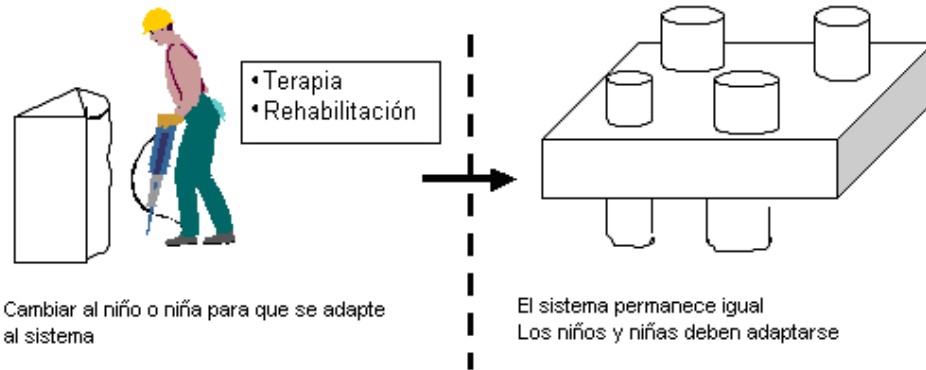 • Terapia
• Rehabilitación
Cambiar al niño o niña para que se adapte
al sistema
El sistema permanece igual
Los niños y niñas deben adaptarse